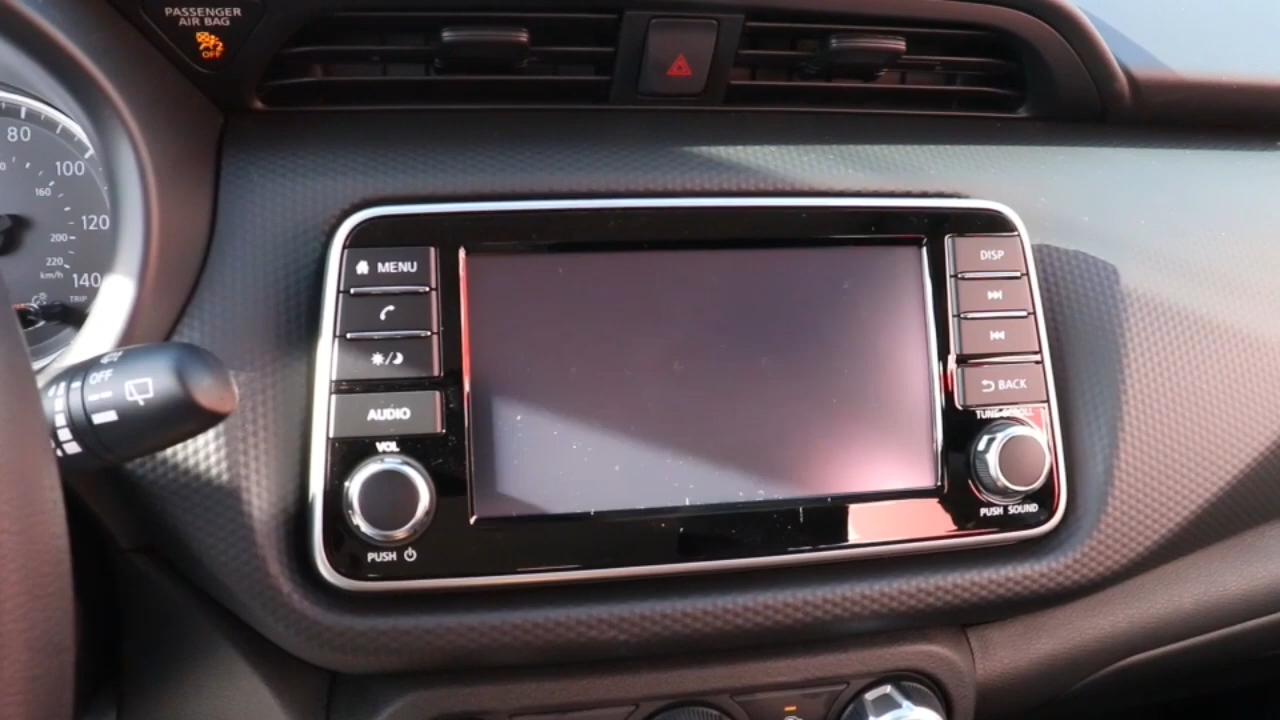 PASSENGER
AIR BAG
OFF
80
100
160
120
200
220
km/h
140
TRIP
OFF
MENU
AUDIO
VOL
PUSH
DISP
BACK
TUNE·SCROLL
PUSH SOUND